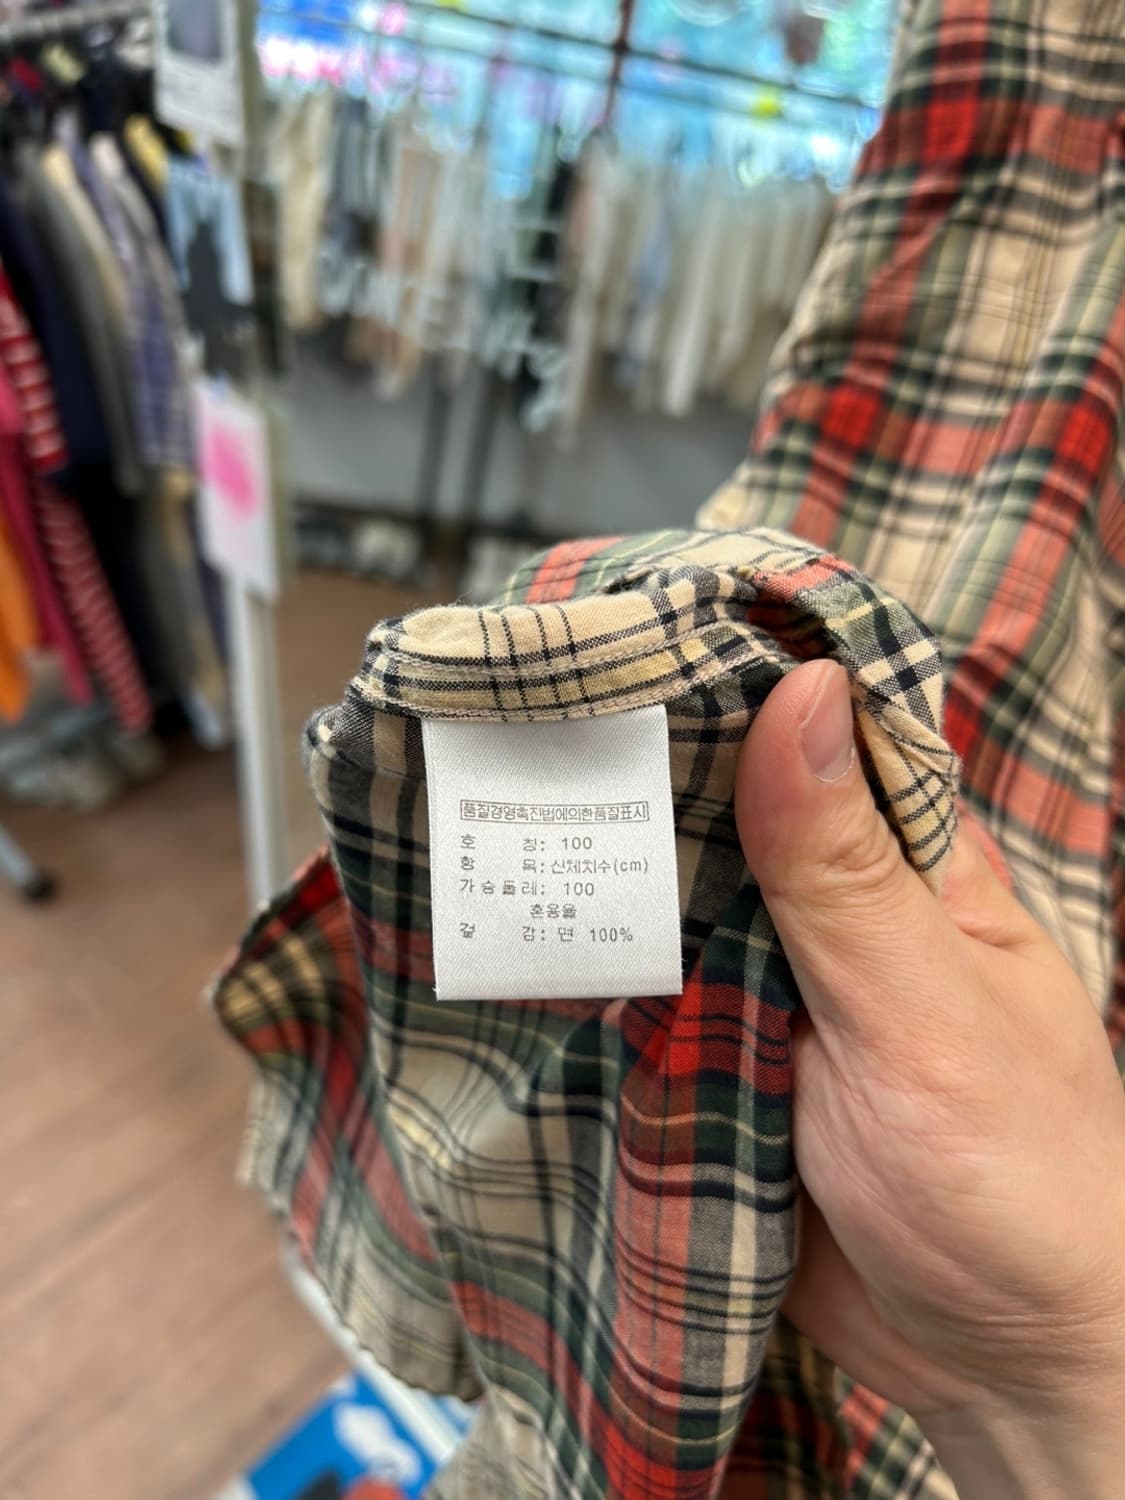 품질경영촉진법에의한품질표시
호 칭: 100
항 목: 신체치수(cm)
가슴둘레: 100
혼용율
겉 감: 면 100%